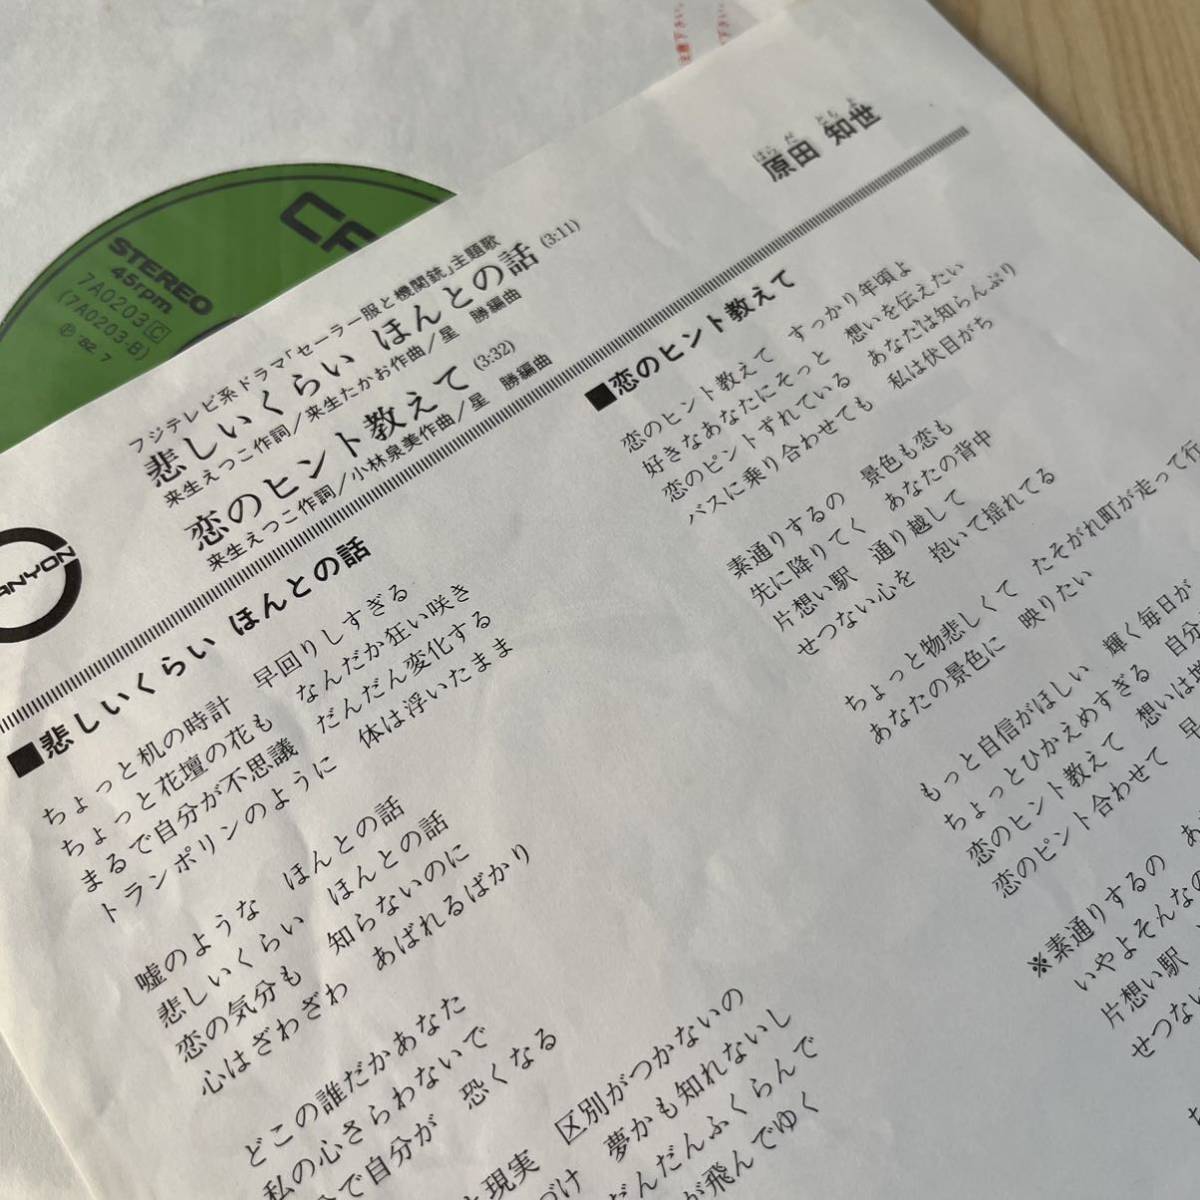 注意下さい。
はら だ とも よ
原田 知世
STEREO
45rpm
7A0203Ⓒ
(7A0203-B)
Ⓟ '82.7
フジテレビ系ドラマ「セーラー服と機関銃」主題歌
悲しいくらい ほんとの話 (3:11)
来生えつこ作詞/来生たかお作曲/星 勝編曲
恋のヒント教えて (3:32)
来生えつこ作詞/小林泉美作曲/星 勝編曲
■悲しいくらい ほんとの話
ちょっと机の時計 早回りしすぎる
ちょっと花壇の花も なんだか狂い咲き
まるで自分が不思議 だんだん変化する
トランポリンのように 体は浮いたまま
嘘のような ほんとの話
悲しいくらい ほんとの話
恋の気分も 知らないのに
心はざわざわ あばれるばかり
どこの誰だかあなた
私の心さらわないで
で自分が 恐くなる
と現実 区別がつかないの
づけ 夢かも知れないし
だんだんふくらんで
が飛んでゆく
■恋のヒント教えて
恋のヒント教えて すっかり年頃よ
好きなあなたにそっと 想いを伝えたい
恋のピントずれている あなたは知らんぷり
バスに乗り合わせても 私は伏目がち
素通りするの 景色も恋も
先に降りてく あなたの背中
片想い駅 通り越して
せつない心を 抱いて揺れてる
ちょっと物悲しくて たそがれ町が走って行
あなたの景色に 映りたい
もっと自信がほしい 輝く毎日が
ちょっとひかえめすぎる 自分
恋のヒント教えて 想いは
恋のピント合わせて 早
※素通りするの あ
いやよそんなの
片想い駅
せつない
ANYON